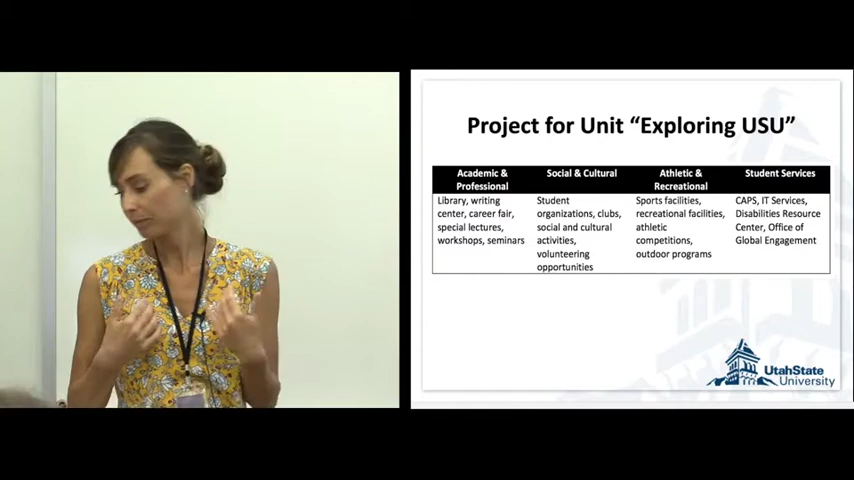 Project for Unit “Exploring USU”
Academic &
Professional
Social & Cultural
Athletic &
Recreational
Student Services
Library, writing
center, career fair,
special lectures,
workshops, seminars
Student
organizations, clubs,
social and cultural
activities,
volunteering
opportunities
Sports facilities,
recreational facilities,
athletic
competitions,
outdoor programs
CAPS, IT Services,
Disabilities Resource
Center, Office of
Global Engagement
UtahState
University